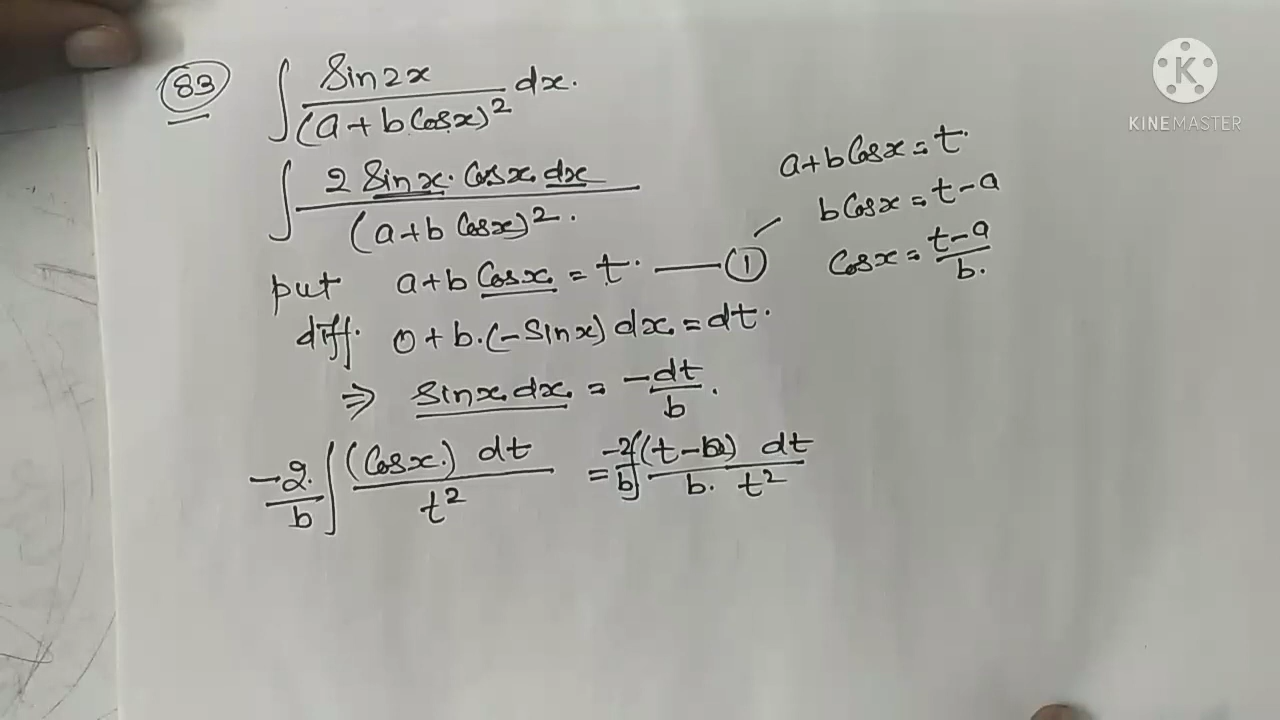 83 ∫ Sin2x / (a + b Cosx)² dx.
∫ 2 Sinx. Cosx. dx / (a+b Cosx)².
put a+b Cosx = t. —— ①
a+b Cosx = t.
b Cosx = t-a
Cosx = t-a / b.
diff. 0 + b.(-Sinx) dx = dt.
⇒ Sinx. dx. = -dt / b.
-2. / b ∫ (Cosx.) dt / t² = -2 / b ∫ (t-a) dt / b. t²
K
KINEMASTER